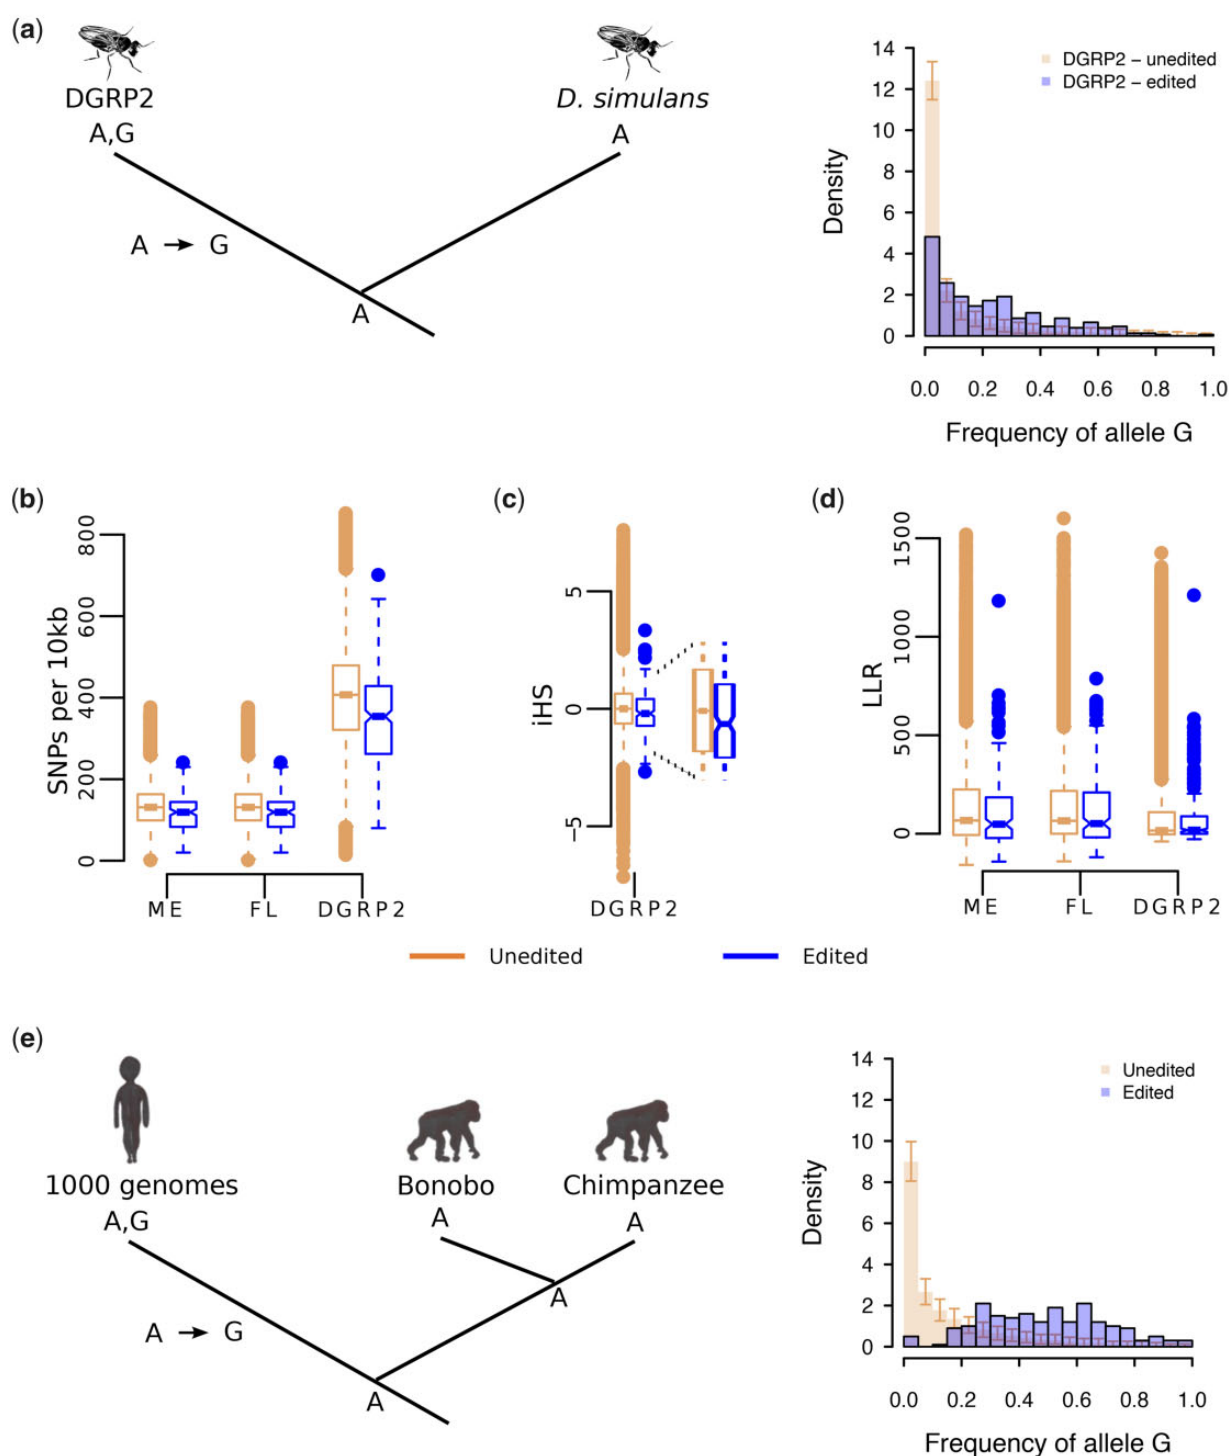 (a)
DGRP2
D. simulans
A,G
A
A → G
A
14
12
10
8
6
4
2
0
Density
DGRP2 – unedited
DGRP2 – edited
0.0 0.2 0.4 0.6 0.8 1.0
Frequency of allele G
(b)
800
600
400
200
0
SNPs per 10kb
ME FL DGRP2
(c)
5
0
-5
iHS
DGRP2
(d)
1500
1000
500
0
LLR
ME FL DGRP2
Unedited Edited
(e)
1000 genomes
Bonobo
Chimpanzee
A,G
A
A
A
A → G
A
14
12
10
8
6
4
2
0
Density
Unedited
Edited
0.0 0.2 0.4 0.6 0.8 1.0
Frequency of allele G